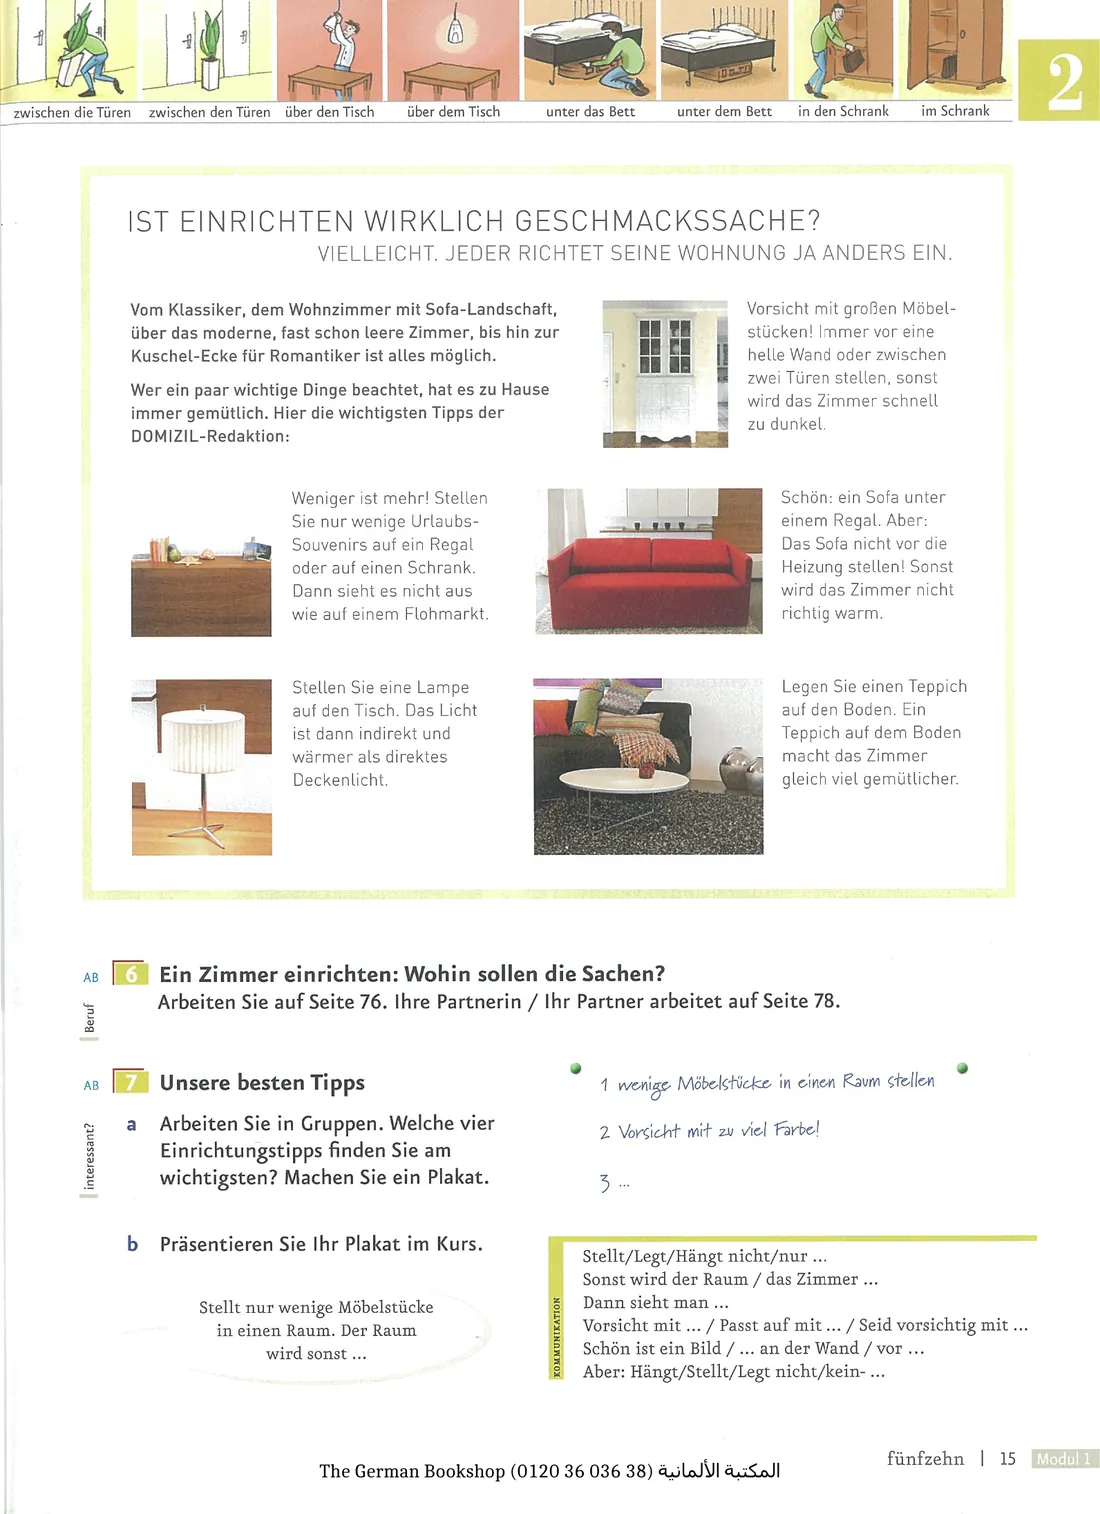 zwischen die Türen
zwischen den Türen
über den Tisch
über dem Tisch
unter das Bett
unter dem Bett
in den Schrank
im Schrank
2
IST EINRICHTEN WIRKLICH GESCHMACKSSACHE?
VIELLEICHT. JEDER RICHTET SEINE WOHNUNG JA ANDERS EIN.
Vom Klassiker, dem Wohnzimmer mit Sofa-Landschaft,
über das moderne, fast schon leere Zimmer, bis hin zur
Kuschel-Ecke für Romantiker ist alles möglich.
Wer ein paar wichtige Dinge beachtet, hat es zu Hause
immer gemütlich. Hier die wichtigsten Tipps der
DOMIZIL-Redaktion:
Vorsicht mit großen Möbel-
stücken! Immer vor eine
helle Wand oder zwischen
zwei Türen stellen, sonst
wird das Zimmer schnell
zu dunkel.
Weniger ist mehr! Stellen
Sie nur wenige Urlaubs-
Souvenirs auf ein Regal
oder auf einen Schrank.
Dann sieht es nicht aus
wie auf einem Flohmarkt.
Schön: ein Sofa unter
einem Regal. Aber:
Das Sofa nicht vor die
Heizung stellen! Sonst
wird das Zimmer nicht
richtig warm.
Stellen Sie eine Lampe
auf den Tisch. Das Licht
ist dann indirekt und
wärmer als direktes
Deckenlicht.
Legen Sie einen Teppich
auf den Boden. Ein
Teppich auf dem Boden
macht das Zimmer
gleich viel gemütlicher.
AB 6 Ein Zimmer einrichten: Wohin sollen die Sachen?
Beruf
Arbeiten Sie auf Seite 76. Ihre Partnerin / Ihr Partner arbeitet auf Seite 78.
AB 7 Unsere besten Tipps
interessant?
a Arbeiten Sie in Gruppen. Welche vier
Einrichtungstipps finden Sie am
wichtigsten? Machen Sie ein Plakat.
1 wenige Möbelstücke in einen Raum stellen
2 Vorsicht mit zu viel Farbe!
3 ...
b Präsentieren Sie Ihr Plakat im Kurs.
Stellt nur wenige Möbelstücke
in einen Raum. Der Raum
wird sonst ...
KOMMUNIKATION
Stellt/Legt/Hängt nicht/nur ...
Sonst wird der Raum / das Zimmer ...
Dann sieht man ...
Vorsicht mit ... / Passt auf mit ... / Seid vorsichtig mit ...
Schön ist ein Bild / ... an der Wand / vor ...
Aber: Hängt/Stellt/Legt nicht/kein- ...
fünfzehn | 15 Modul 1
The German Bookshop (0120 36 036 38) المكتبة الألمانية